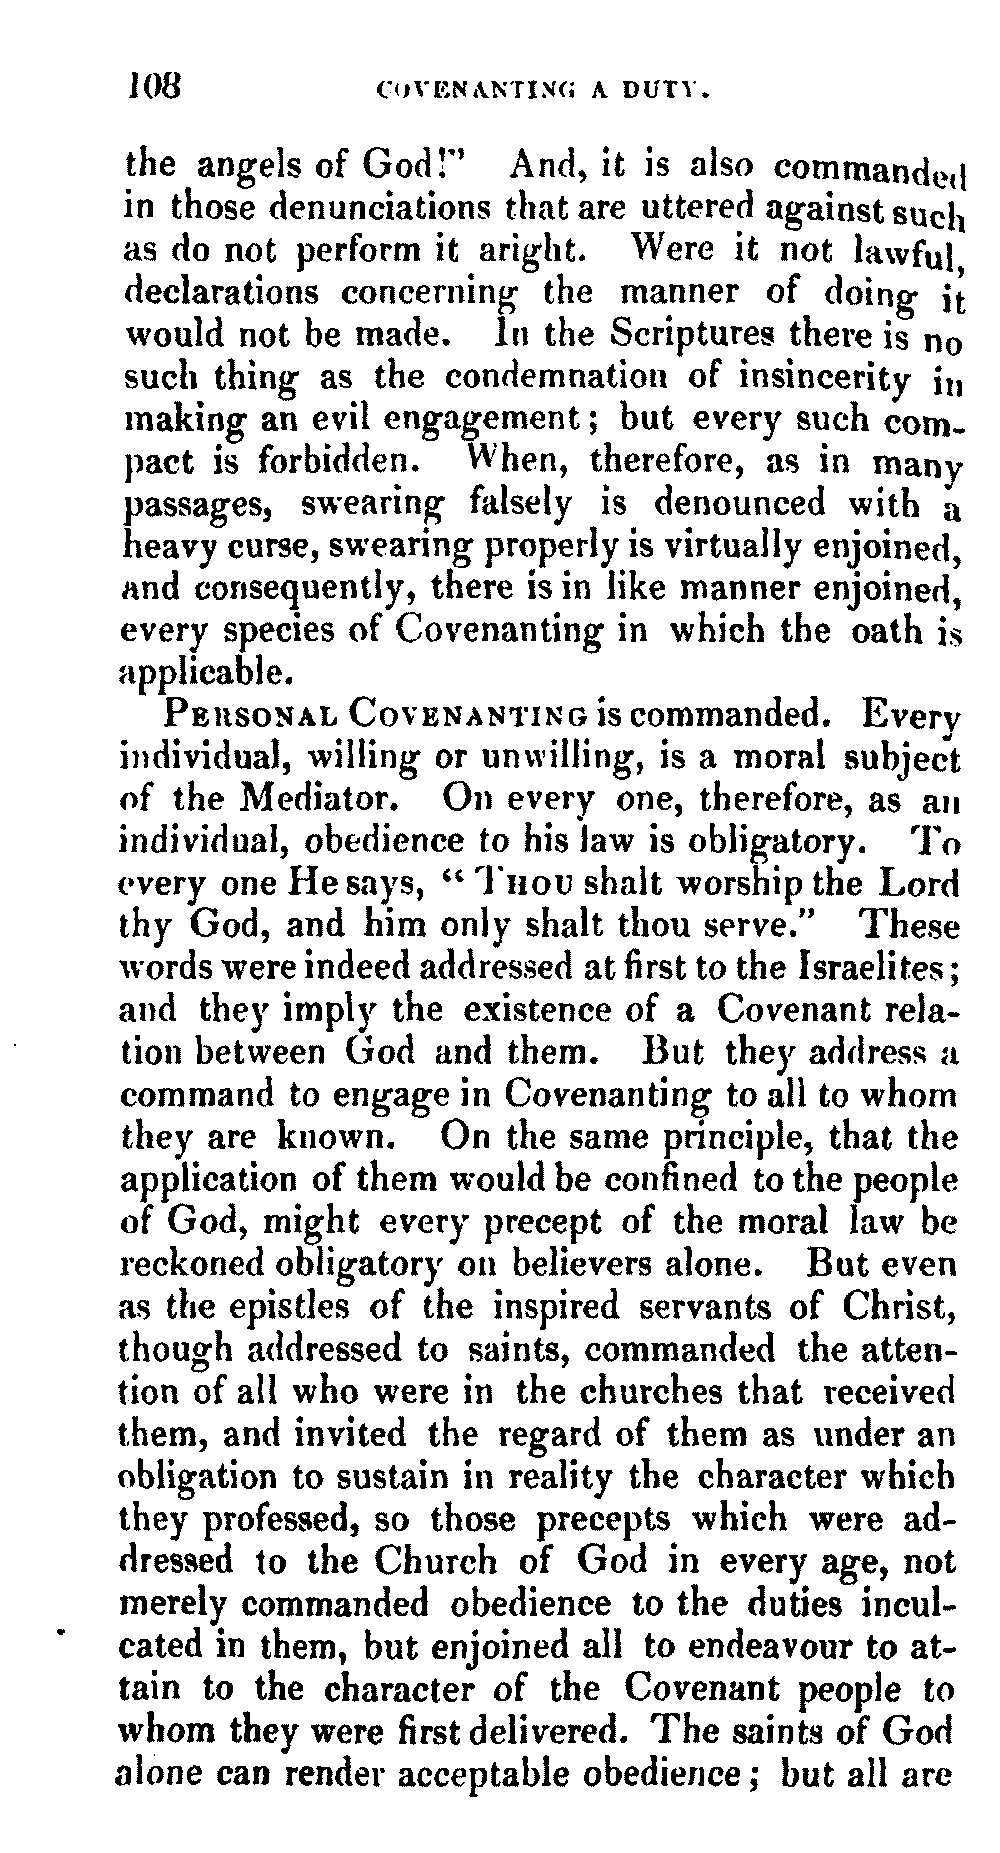 108 COVENANTING A DUTY.
the angels of God!" And, it is also commanded
in those denunciations that are uttered against such
as do not perform it aright. Were it not lawful,
declarations concerning the manner of doing it
would not be made. In the Scriptures there is no
such thing as the condemnation of insincerity in
making an evil engagement; but every such com-
pact is forbidden. When, therefore, as in many
passages, swearing falsely is denounced with a
heavy curse, swearing properly is virtually enjoined,
and consequently, there is in like manner enjoined,
every species of Covenanting in which the oath is
applicable.
PERSONAL COVENANTING is commanded. Every
individual, willing or unwilling, is a moral subject
of the Mediator. On every one, therefore, as an
individual, obedience to his law is obligatory. To
every one He says, "THOU shalt worship the Lord
thy God, and him only shalt thou serve." These
words were indeed addressed at first to the Israelites;
and they imply the existence of a Covenant rela-
tion between God and them. But they address a
command to engage in Covenanting to all to whom
they are known. On the same principle, that the
application of them would be confined to the people
of God, might every precept of the moral law be
reckoned obligatory on believers alone. But even
as the epistles of the inspired servants of Christ,
though addressed to saints, commanded the atten-
tion of all who were in the churches that received
them, and invited the regard of them as under an
obligation to sustain in reality the character which
they professed, so those precepts which were ad-
dressed to the Church of God in every age, not
merely commanded obedience to the duties incul-
cated in them, but enjoined all to endeavour to at-
tain to the character of the Covenant people to
whom they were first delivered. The saints of God
alone can render acceptable obedience; but all are